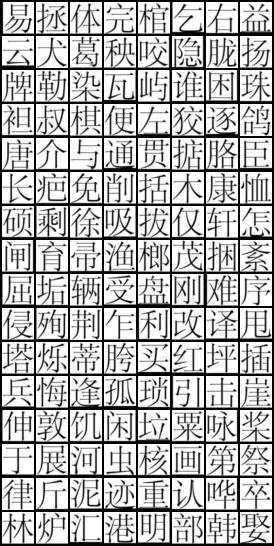 易拯体完棺乞右益
云犬葛秧咬隐胧扬
牌勒染瓦屿谁困珠
袒叔棋便左狡逐鸽
唐介与通贯掂胳臣
长疤免削括木康恤
硕剩徐吸拔仅轩怎
闸育帚渔榔茂捆紊
屈垢辆受盘刚难序
侵殉荆乍利改译甩
塔烁蒂胯买红坪插
兵悔逢孤琐引击崖
伸敦饥闲垃粟咏桨
于展河虫核画第祭
律斤泥迹重认哗卒
林炉汇港明部韩娶